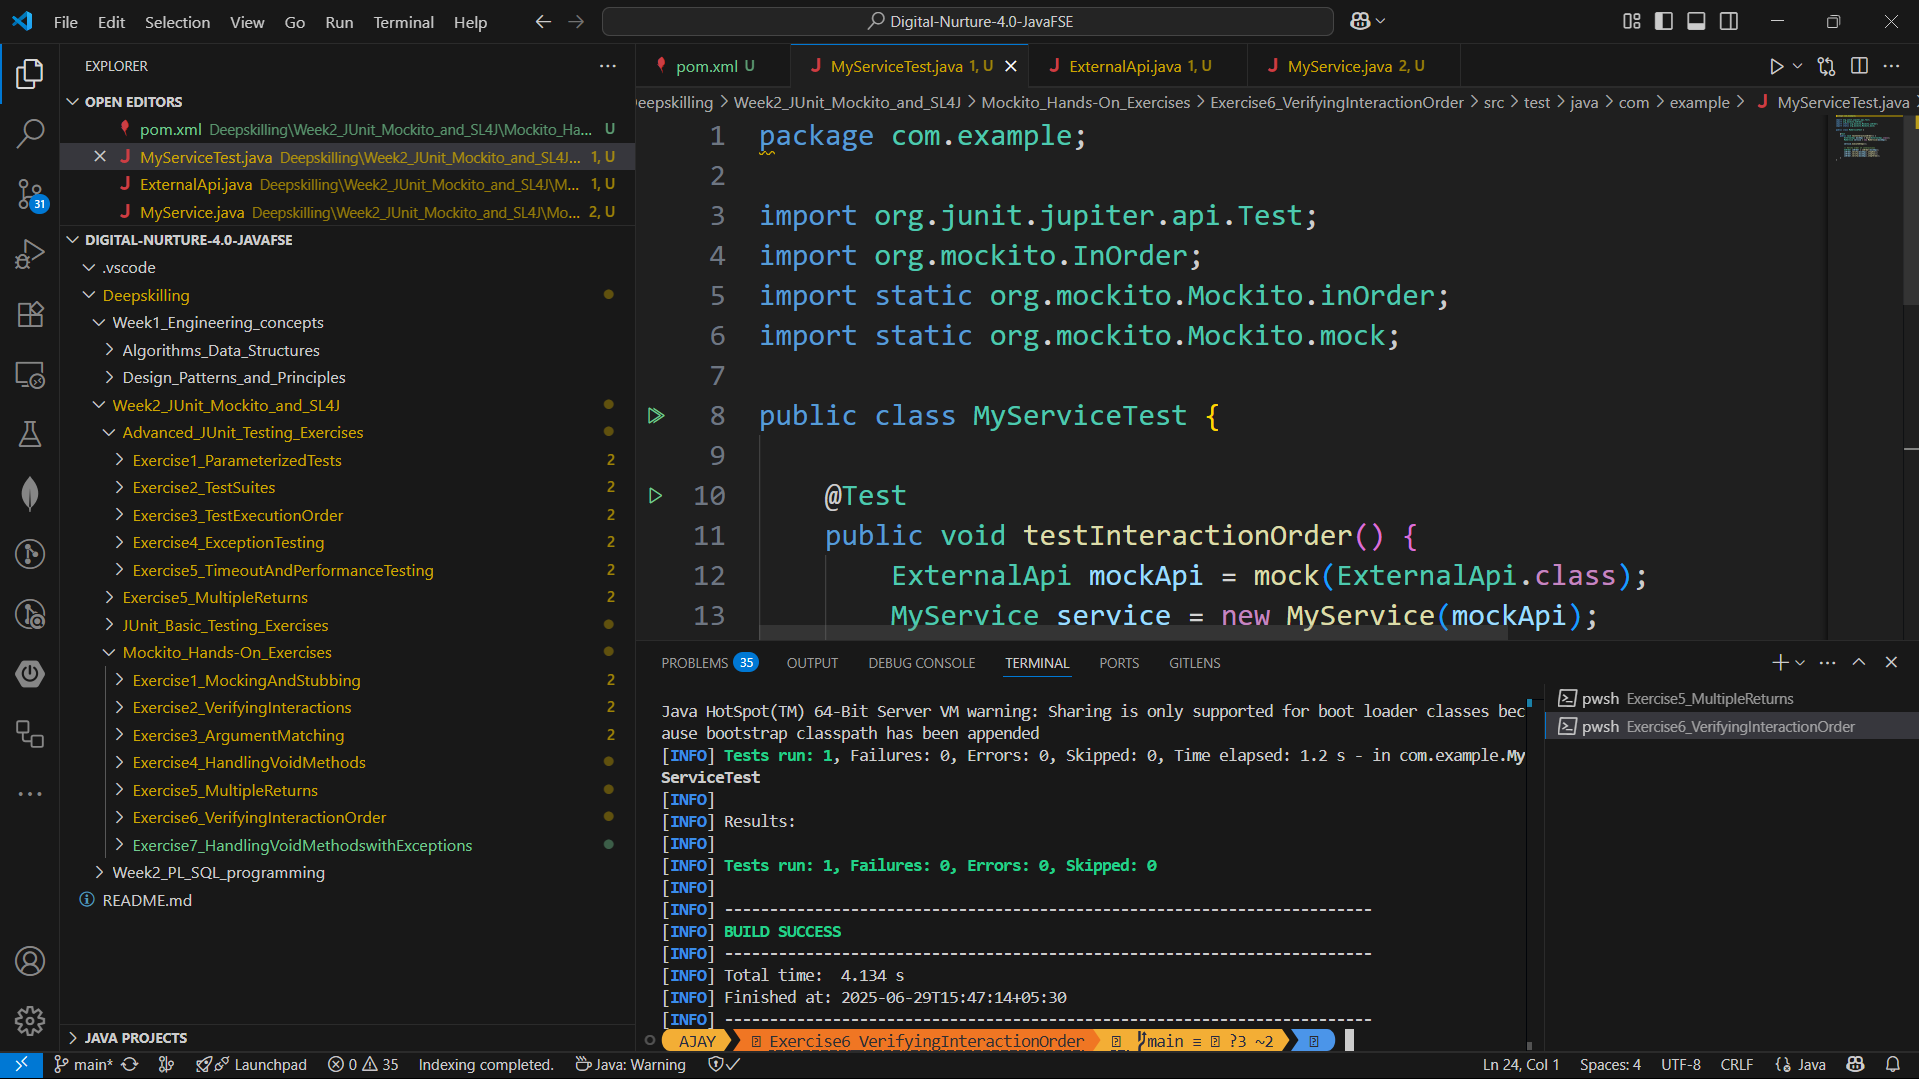 File Edit Selection View Go Run Terminal Help
Digital-Nurture-4.0-JavaFSE
EXPLORER
OPEN EDITORS
pom.xml Deepskilling\Week2_JUnit_Mockito_and_SL4J\Mockito_Ha... U
MyServiceTest.java Deepskilling\Week2_JUnit_Mockito_and_SL4J... 1, U
ExternalApi.java Deepskilling\Week2_JUnit_Mockito_and_SL4J\M... 1, U
MyService.java Deepskilling\Week2_JUnit_Mockito_and_SL4J\Mo... 2, U
DIGITAL-NURTURE-4.0-JAVAFSE
.vscode
Deepskilling
Week1_Engineering_concepts
Algorithms_Data_Structures
Design_Patterns_and_Principles
Week2_JUnit_Mockito_and_SL4J
Advanced_JUnit_Testing_Exercises
Exercise1_ParameterizedTests 2
Exercise2_TestSuites 2
Exercise3_TestExecutionOrder 2
Exercise4_ExceptionTesting 2
Exercise5_TimeoutAndPerformanceTesting 2
Exercise5_MultipleReturns 2
JUnit_Basic_Testing_Exercises
Mockito_Hands-On_Exercises
Exercise1_MockingAndStubbing 2
Exercise2_VerifyingInteractions 2
Exercise3_ArgumentMatching 2
Exercise4_HandlingVoidMethods
Exercise5_MultipleReturns
Exercise6_VerifyingInteractionOrder
Exercise7_HandlingVoidMethodswithExceptions
Week2_PL_SQL_programming
README.md
JAVA PROJECTS
31
pom.xml U
MyServiceTest.java 1, U
ExternalApi.java 1, U
MyService.java 2, U
eepskilling > Week2_JUnit_Mockito_and_SL4J > Mockito_Hands-On_Exercises > Exercise6_VerifyingInteractionOrder > src > test > java > com > example > MyServiceTest.java
1 package com.example;
2
3 import org.junit.jupiter.api.Test;
4 import org.mockito.InOrder;
5 import static org.mockito.Mockito.inOrder;
6 import static org.mockito.Mockito.mock;
7
8 public class MyServiceTest {
9
10 @Test
11 public void testInteractionOrder() {
12 ExternalApi mockApi = mock(ExternalApi.class);
13 MyService service = new MyService(mockApi);
PROBLEMS 35 OUTPUT DEBUG CONSOLE TERMINAL PORTS GITLENS
Java HotSpot(TM) 64-Bit Server VM warning: Sharing is only supported for boot loader classes bec
ause bootstrap classpath has been appended
[INFO] Tests run: 1, Failures: 0, Errors: 0, Skipped: 0, Time elapsed: 1.2 s - in com.example.My
ServiceTest
[INFO]
[INFO] Results:
[INFO]
[INFO] Tests run: 1, Failures: 0, Errors: 0, Skipped: 0
[INFO]
[INFO] ------------------------------------------------------------------------
[INFO] BUILD SUCCESS
[INFO] ------------------------------------------------------------------------
[INFO] Total time:  4.134 s
[INFO] Finished at: 2025-06-29T15:47:14+05:30
[INFO] ------------------------------------------------------------------------
AJAY Exercise6_VerifyingInteractionOrder main ≡ ?3 ~2
pwsh Exercise5_MultipleReturns
pwsh Exercise6_VerifyingInteractionOrder
main* Launchpad 0 35 Indexing completed. Java: Warning Ln 24, Col 1 Spaces: 4 UTF-8 CRLF Java